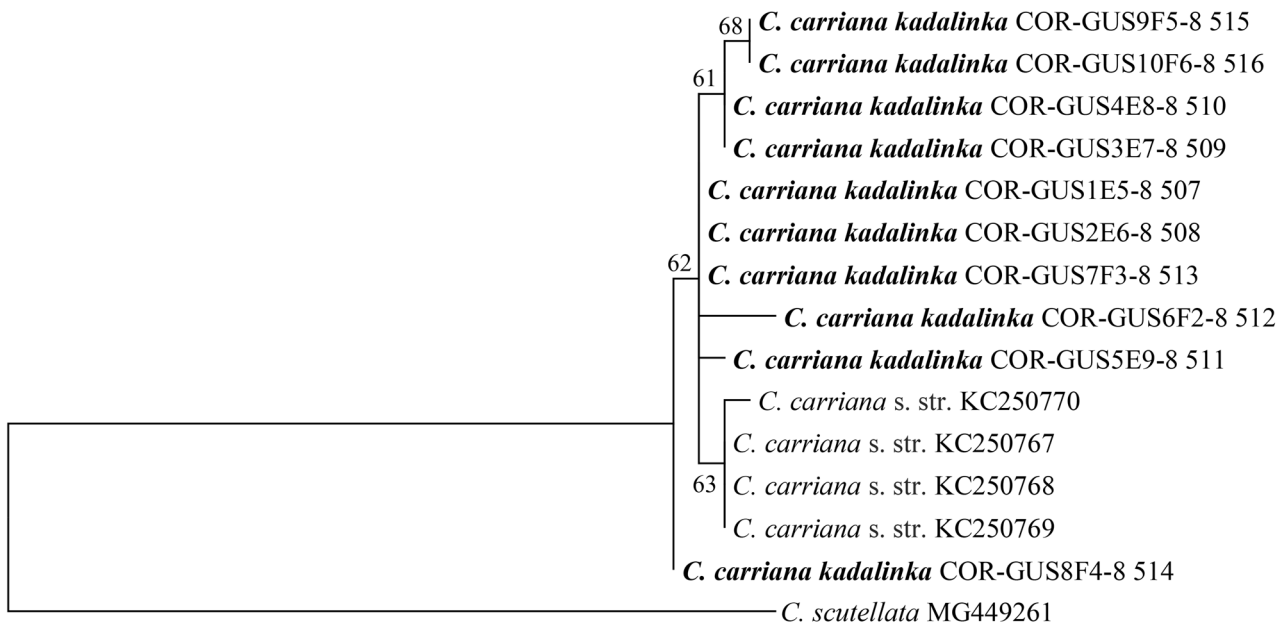 68
C. carriana kadalinka COR-GUS9F5-8 515
C. carriana kadalinka COR-GUS10F6-8 516
61
C. carriana kadalinka COR-GUS4E8-8 510
C. carriana kadalinka COR-GUS3E7-8 509
C. carriana kadalinka COR-GUS1E5-8 507
C. carriana kadalinka COR-GUS2E6-8 508
62
C. carriana kadalinka COR-GUS7F3-8 513
C. carriana kadalinka COR-GUS6F2-8 512
C. carriana kadalinka COR-GUS5E9-8 511
C. carriana s. str. KC250770
C. carriana s. str. KC250767
63
C. carriana s. str. KC250768
C. carriana s. str. KC250769
C. carriana kadalinka COR-GUS8F4-8 514
C. scutellata MG449261